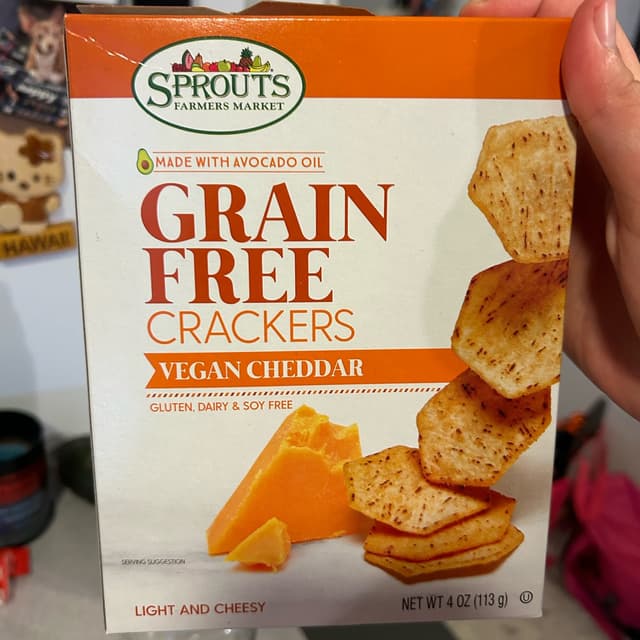 SPROUTS
FARMERS MARKET
MADE WITH AVOCADO OIL
GRAIN
FREE
CRACKERS
VEGAN CHEDDAR
GLUTEN, DAIRY & SOY FREE
SERVING SUGGESTION
LIGHT AND CHEESY
NET WT 4 OZ (113 g)
U
HAWAII